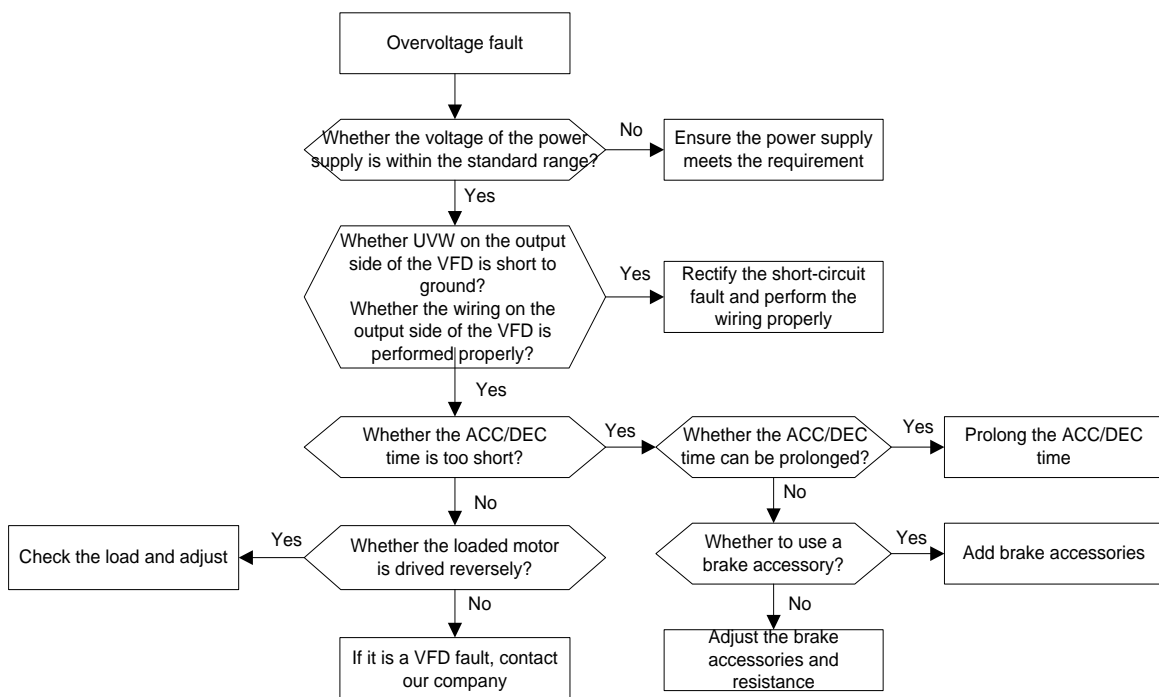 Overvoltage fault
Whether the voltage of the power
supply is within the standard range?
No
Ensure the power supply
meets the requirement
Yes
Whether UVW on the output
side of the VFD is short to
ground?
Whether the wiring on the
output side of the VFD is
performed properly?
Yes
Rectify the short-circuit
fault and perform the
wiring properly
Yes
Whether the ACC/DEC
time is too short?
Yes
Whether the ACC/DEC
time can be prolonged?
Yes
Prolong the ACC/DEC
time
No
No
Check the load and adjust
Yes
Whether the loaded motor
is drived reversely?
Whether to use a
brake accessory?
Yes
Add brake accessories
No
No
If it is a VFD fault, contact
our company
Adjust the brake
accessories and
resistance